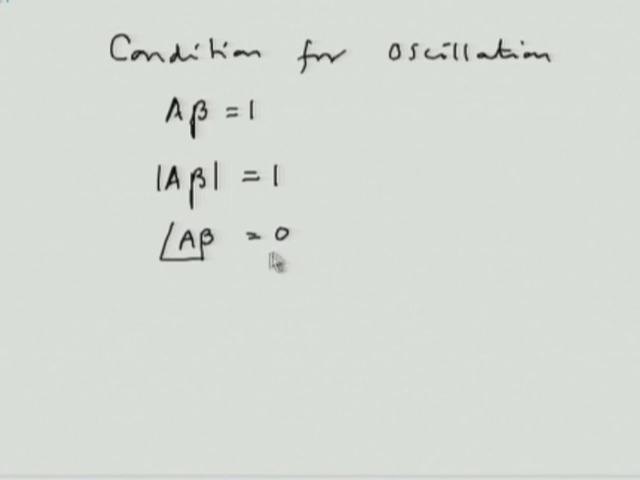 Condition for oscillation
Aβ = 1
|Aβ| = 1
∠Aβ = 0